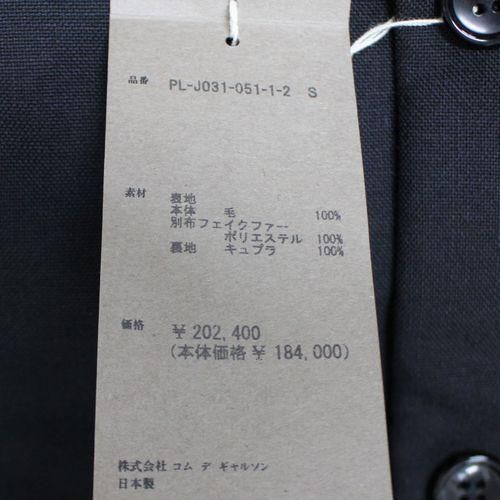 品番 PL-J031-051-1-2 S
素材 表地
本体 毛 100%
別布フェイクファー
ポリエステル 100%
裏地 キュプラ 100%
価格 ￥202,400
(本体価格￥184,000)
株式会社 コム デ ギャルソン
日本製